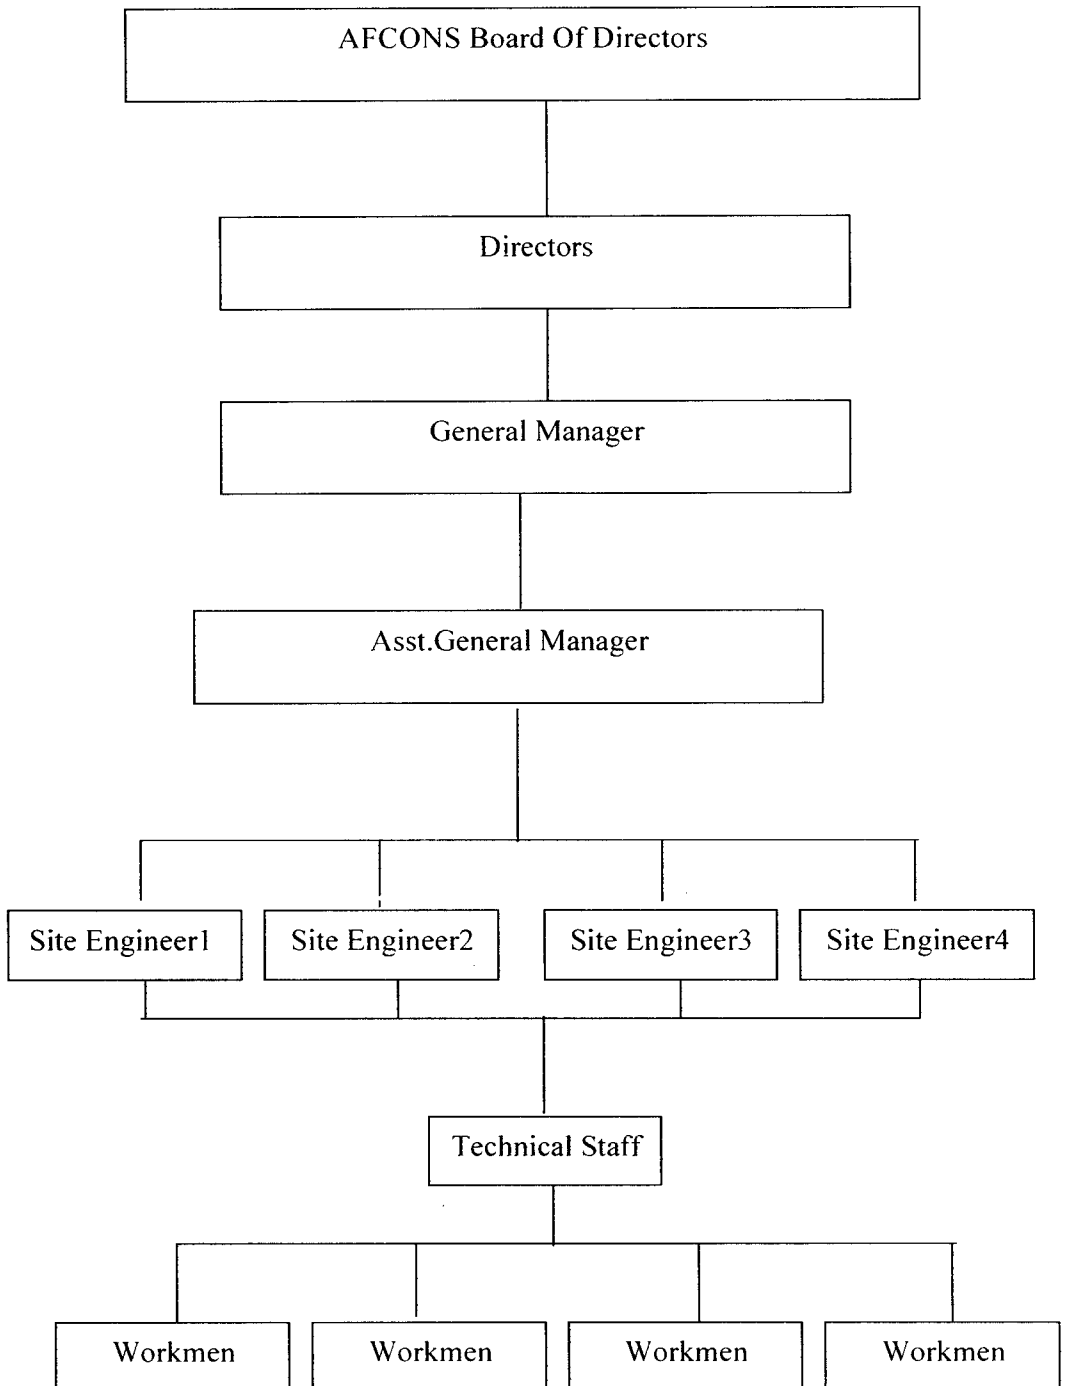 AFCONS Board Of Directors
Directors
General Manager
Asst.General Manager
Site Engineer1
Site Engineer2
Site Engineer3
Site Engineer4
Technical Staff
Workmen
Workmen
Workmen
Workmen